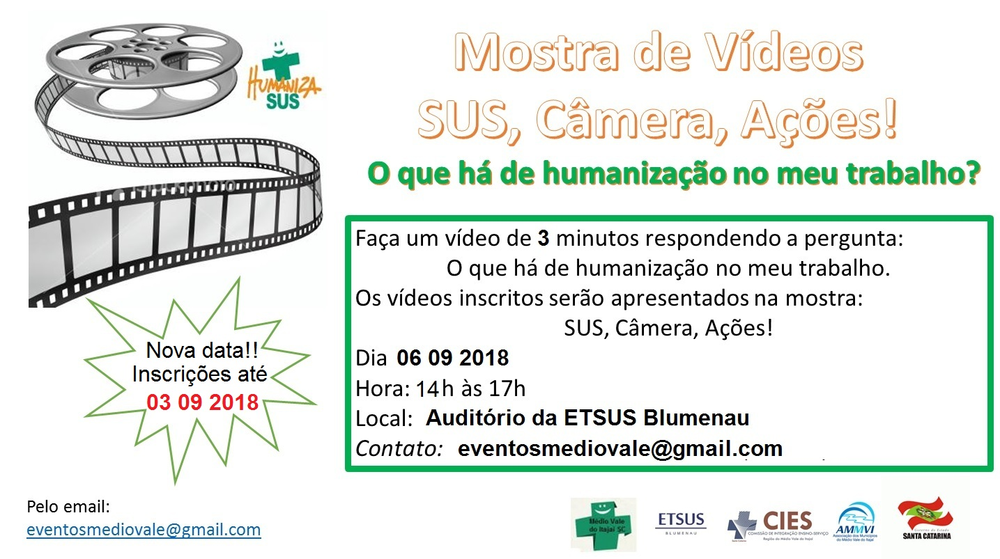 HUMANIZA
SUS
Mostra de Vídeos
SUS, Câmera, Ações!
O que há de humanização no meu trabalho?
iStockphoto
Faça um vídeo de 3 minutos respondendo a pergunta:
O que há de humanização no meu trabalho.
Os vídeos inscritos serão apresentados na mostra:
SUS, Câmera, Ações!
Dia 06 09 2018
Hora: 14h às 17h
Local: Auditório da ETSUS Blumenau
Contato: eventosmediovale@gmail.com
Nova data!!
Inscrições até
03 09 2018
Pelo email:
eventosmediovale@gmail.com
Médio Vale
do Itajaí SC
ETSUS
BLUMENAU
CIES
COMISSÃO DE INTEGRAÇÃO ENSINO-SERVIÇO
Santa Catarina
Região do Médio Vale do Itajaí
AMMVI
Associação dos Municípios
do Médio Vale do Itajaí
Governo do Estado
SANTA CATARINA